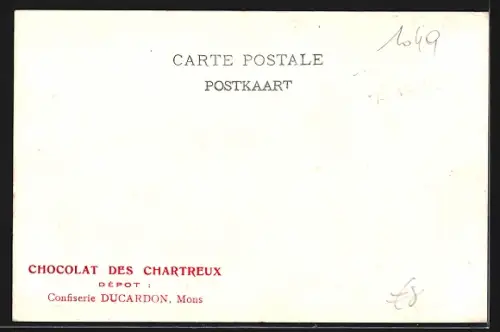 1049
CARTE POSTALE
POSTKAART
CHOCOLAT DES CHARTREUX
DÉPOT :
Confiserie DUCARDON, Mons